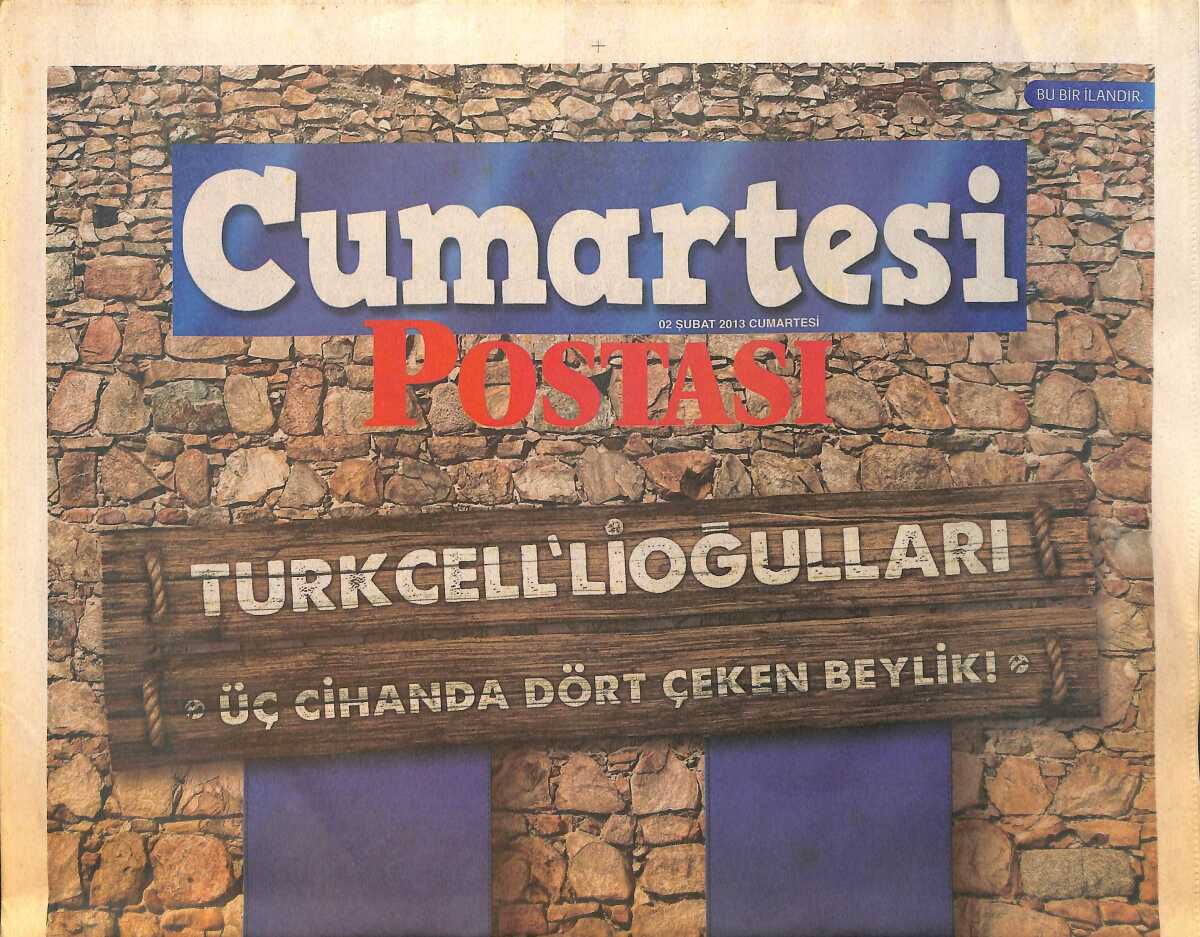 BU BİR İLANDIR.
Cumartesi
02 ŞUBAT 2013 CUMARTESİ
POSTASI
TURKCELL'LİOĞULLARI
ÜÇ CİHANDA DÖRT ÇEKEN BEYLİK!